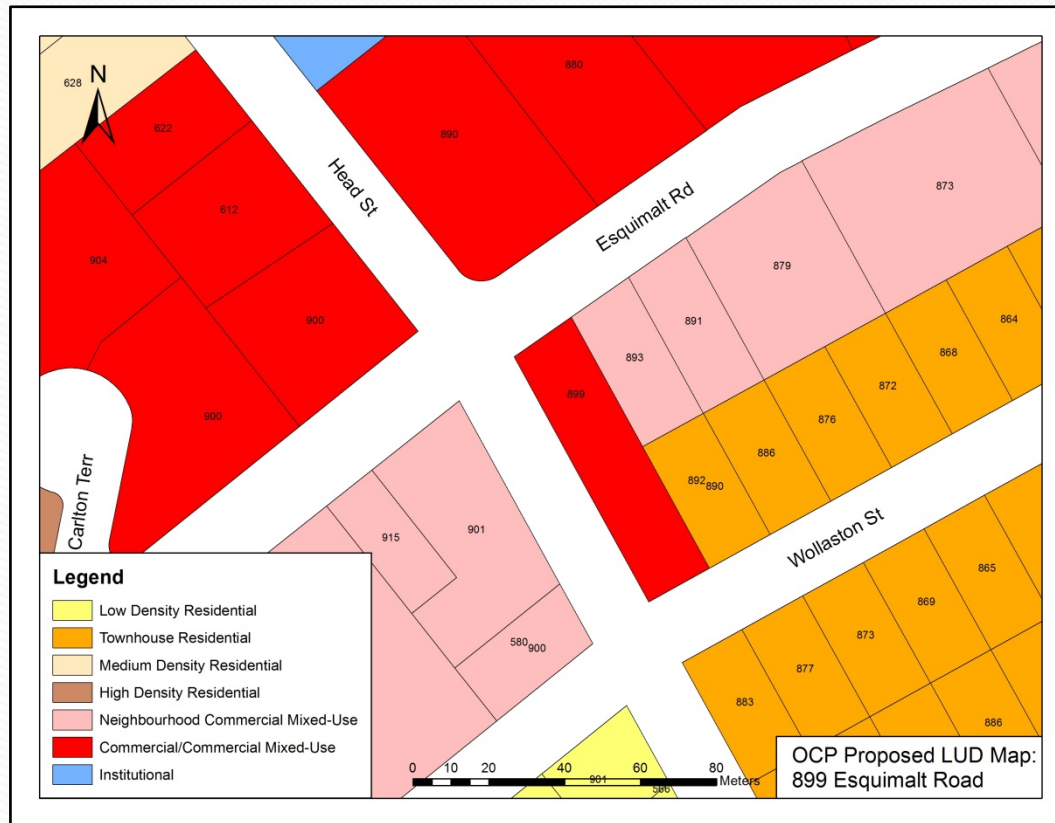 628
N
622
890
880
Head St
612
Esquimalt Rd
873
904
879
900
891
893
864
868
899
872
876
900
886
892
890
Carlton Terr
901
915
Wollaston St
865
869
580
900
873
877
883
886
Legend
Low Density Residential
Townhouse Residential
Medium Density Residential
High Density Residential
Neighbourhood Commercial Mixed-Use
Commercial/Commercial Mixed-Use
Institutional
0 10 20 40 60 80
Meters
901
OCP Proposed LUD Map:
899 Esquimalt Road